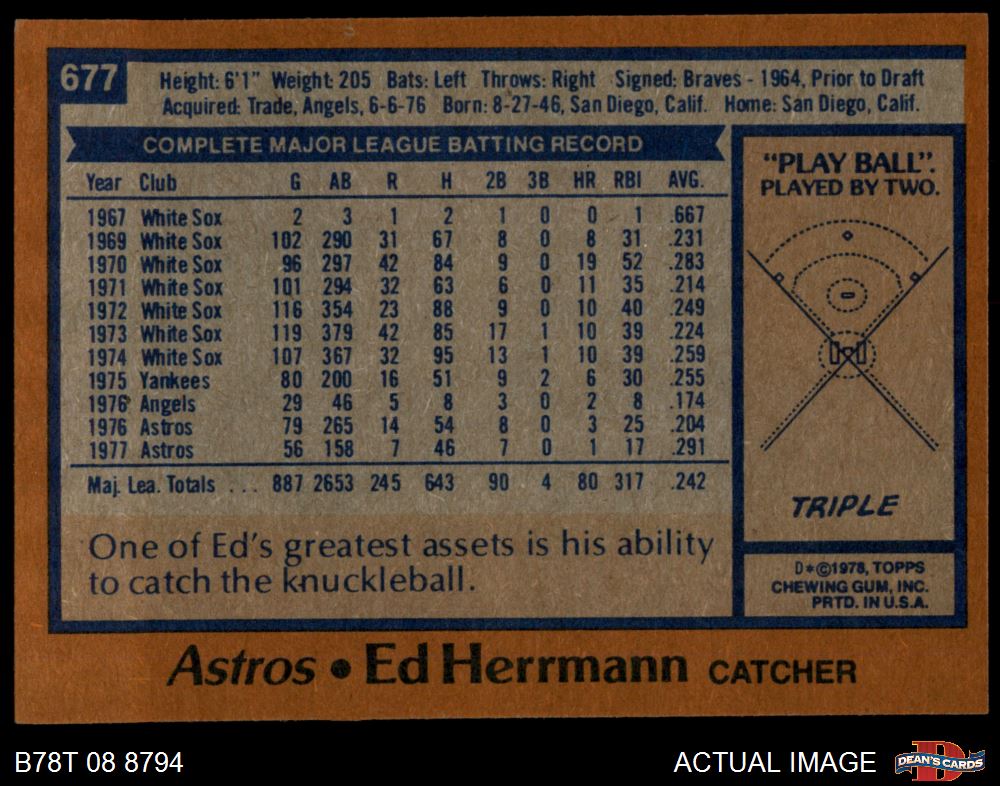 677
Height: 6'1" Weight: 205 Bats: Left Throws: Right Signed: Braves - 1964, Prior to Draft
Acquired: Trade, Angels, 6-6-76 Born: 8-27-46, San Diego, Calif. Home: San Diego, Calif.
COMPLETE MAJOR LEAGUE BATTING RECORD
Year Club G AB R H 2B 3B HR RBI AVG.
1967 White Sox 2 3 1 2 1 0 0 1 .667
1969 White Sox 102 290 31 67 8 0 8 31 .231
1970 White Sox 96 297 42 84 9 0 19 52 .283
1971 White Sox 101 294 32 63 6 0 11 35 .214
1972 White Sox 116 354 23 88 9 0 10 40 .249
1973 White Sox 119 379 42 85 17 1 10 39 .224
1974 White Sox 107 367 32 95 13 1 10 39 .259
1975 Yankees 80 200 16 51 9 2 6 30 .255
1976 Angels 29 46 5 8 3 0 2 8 .174
1976 Astros 79 265 14 54 8 0 3 25 .204
1977 Astros 56 158 7 46 7 0 1 17 .291
Maj. Lea. Totals ... 887 2653 245 643 90 4 80 317 .242
One of Ed's greatest assets is his ability
to catch the knuckleball.
"PLAY BALL".
PLAYED BY TWO.
TRIPLE
D*©1978, TOPPS
CHEWING GUM, INC.
PRTD. IN U.S.A.
Astros • Ed Herrmann CATCHER
B78T 08 8794
ACTUAL IMAGE
D
DEAN'S CARDS